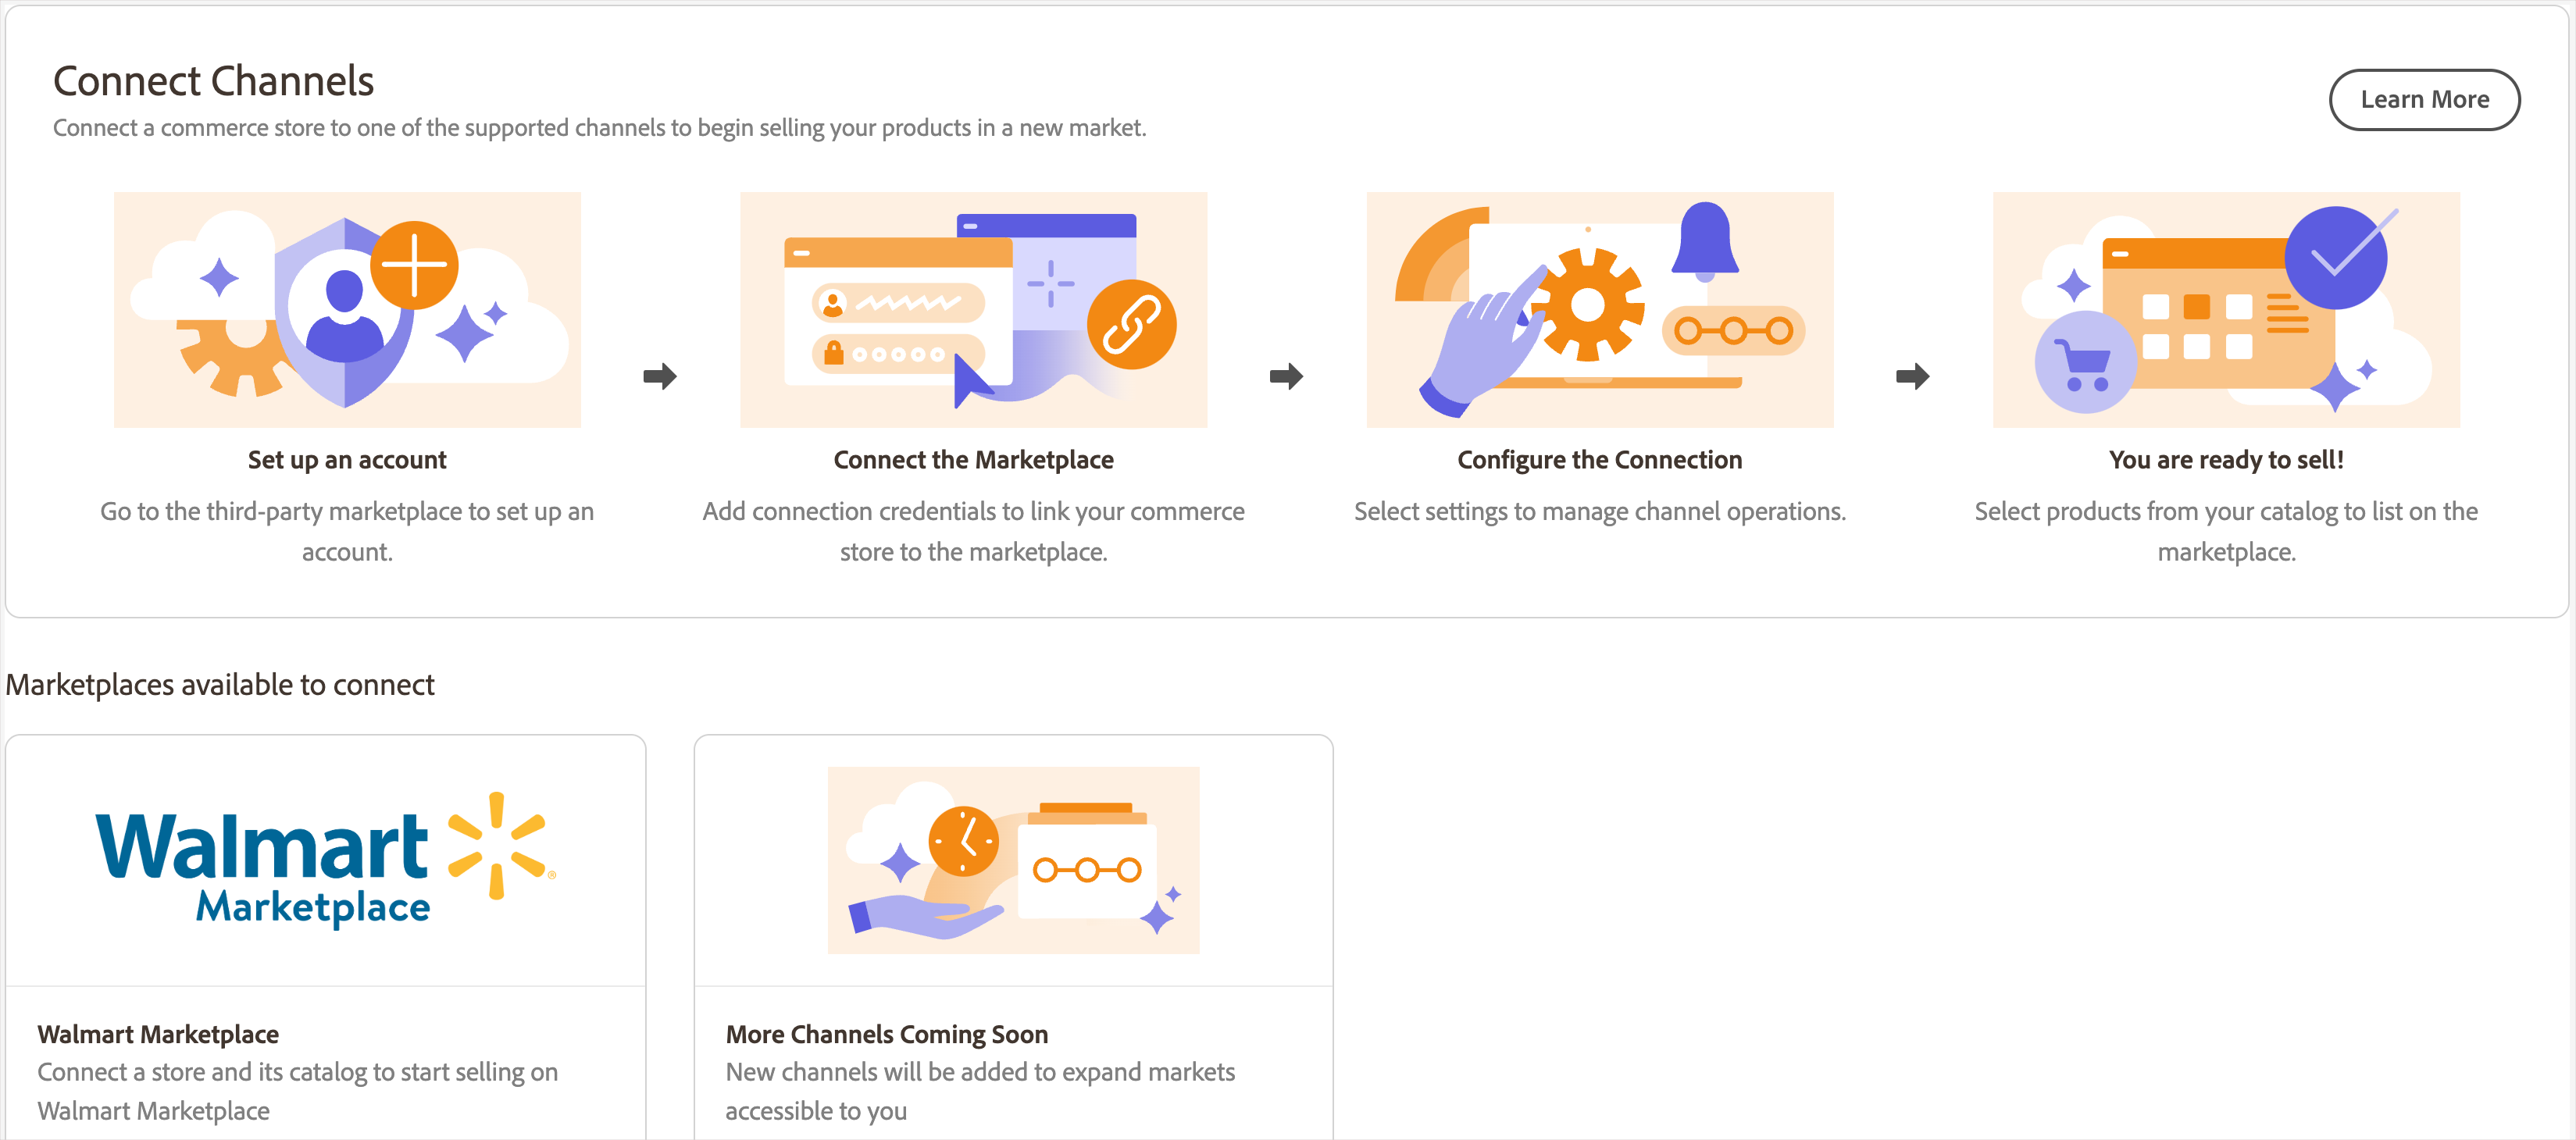 Connect Channels
Learn More
Connect a commerce store to one of the supported channels to begin selling your products in a new market.
Set up an account
Go to the third-party marketplace to set up an
account.
Connect the Marketplace
Add connection credentials to link your commerce
store to the marketplace.
Configure the Connection
Select settings to manage channel operations.
You are ready to sell!
Select products from your catalog to list on the
marketplace.
Marketplaces available to connect
Walmart
Marketplace
®
Walmart Marketplace
Connect a store and its catalog to start selling on
Walmart Marketplace
More Channels Coming Soon
New channels will be added to expand markets
accessible to you